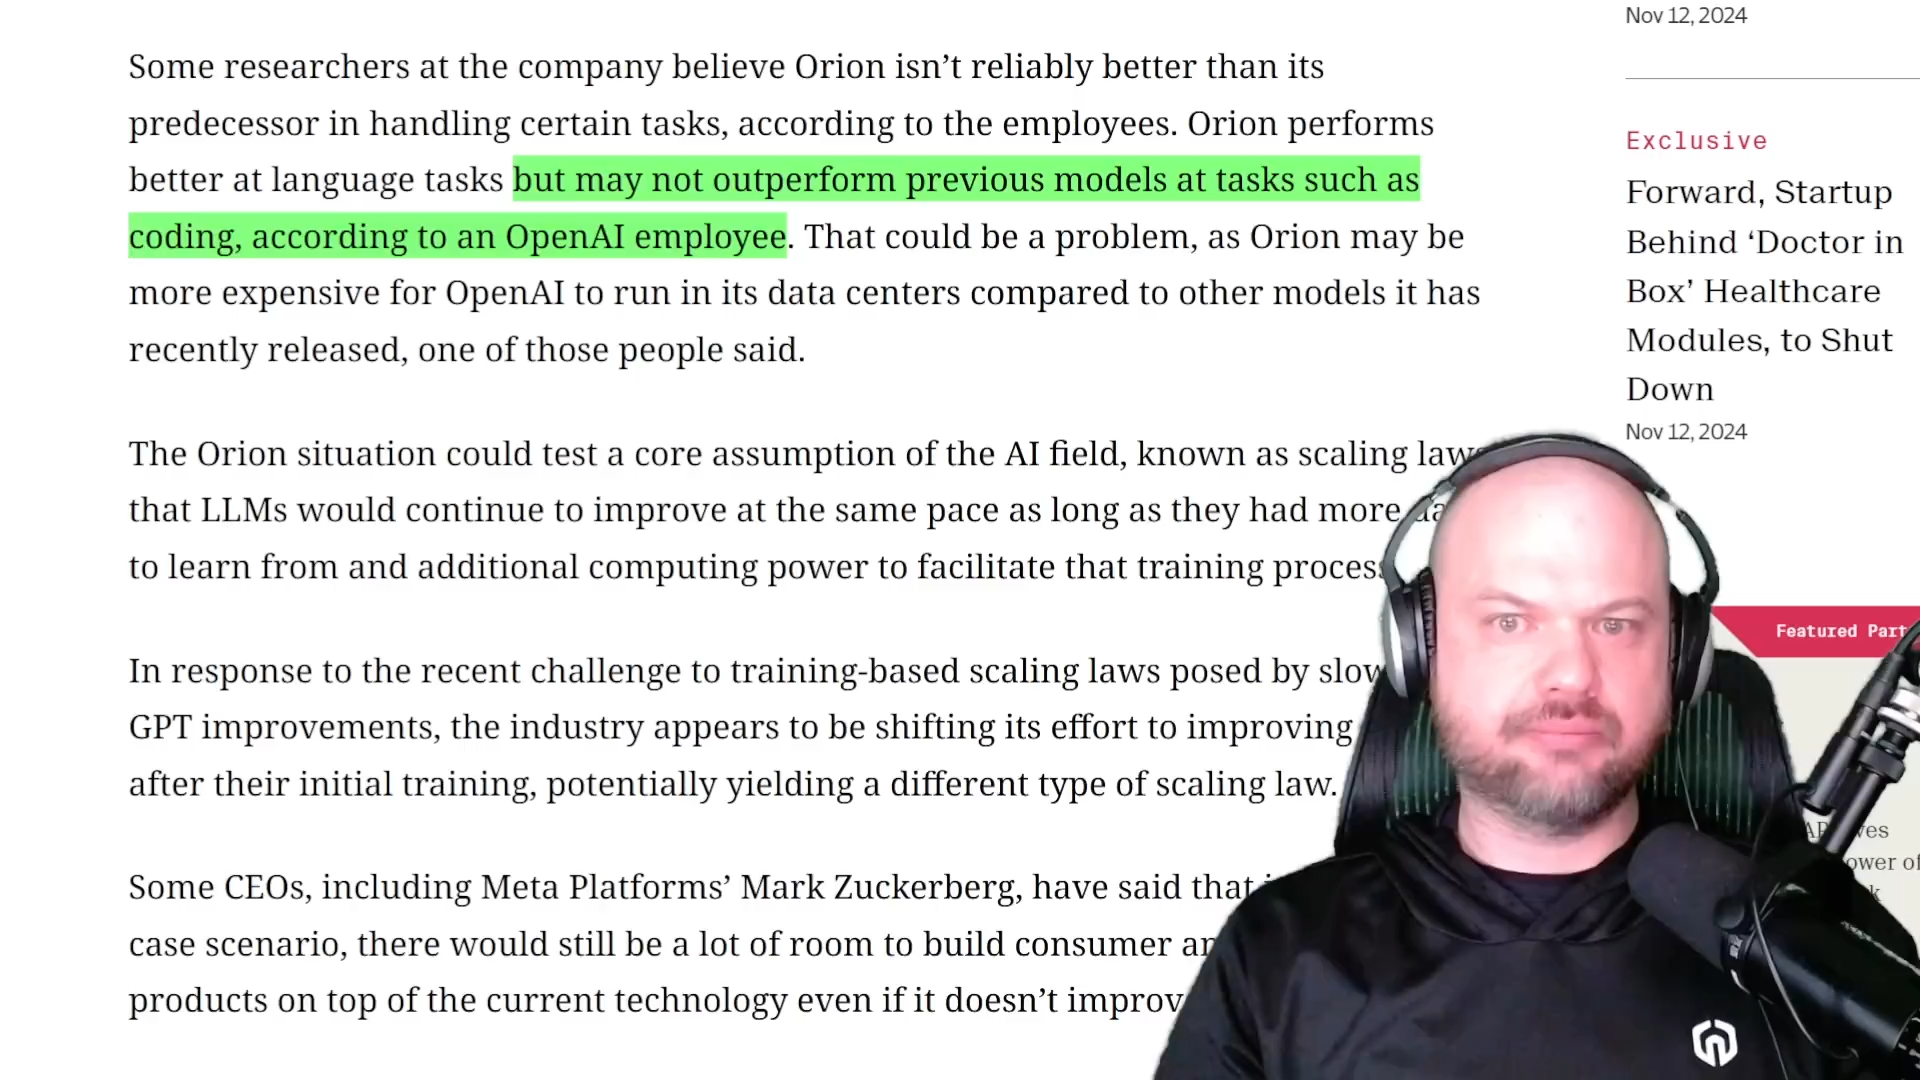 Some researchers at the company believe Orion isn’t reliably better than its
predecessor in handling certain tasks, according to the employees. Orion performs
better at language tasks but may not outperform previous models at tasks such as
coding, according to an OpenAI employee. That could be a problem, as Orion may be
more expensive for OpenAI to run in its data centers compared to other models it has
recently released, one of those people said.
The Orion situation could test a core assumption of the AI field, known as scaling laws
that LLMs would continue to improve at the same pace as long as they had more
to learn from and additional computing power to facilitate that training process
In response to the recent challenge to training-based scaling laws posed by slow
GPT improvements, the industry appears to be shifting its effort to improving
after their initial training, potentially yielding a different type of scaling law.
Some CEOs, including Meta Platforms’ Mark Zuckerberg, have said that
case scenario, there would still be a lot of room to build consumer
products on top of the current technology even if it doesn’t improv
Nov 12, 2024
Exclusive
Forward, Startup
Behind ‘Doctor in
Box’ Healthcare
Modules, to Shut
Down
Nov 12, 2024
Featured Part